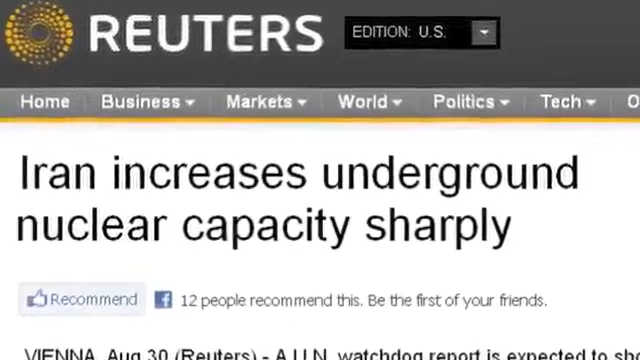 REUTERS EDITION: U.S.
Home Business Markets World Politics Tech
Iran increases underground
nuclear capacity sharply
Recommend 12 people recommend this. Be the first of your friends.
VIENNA, Aug 30 (Reuters) - A U.N. watchdog report is expected to